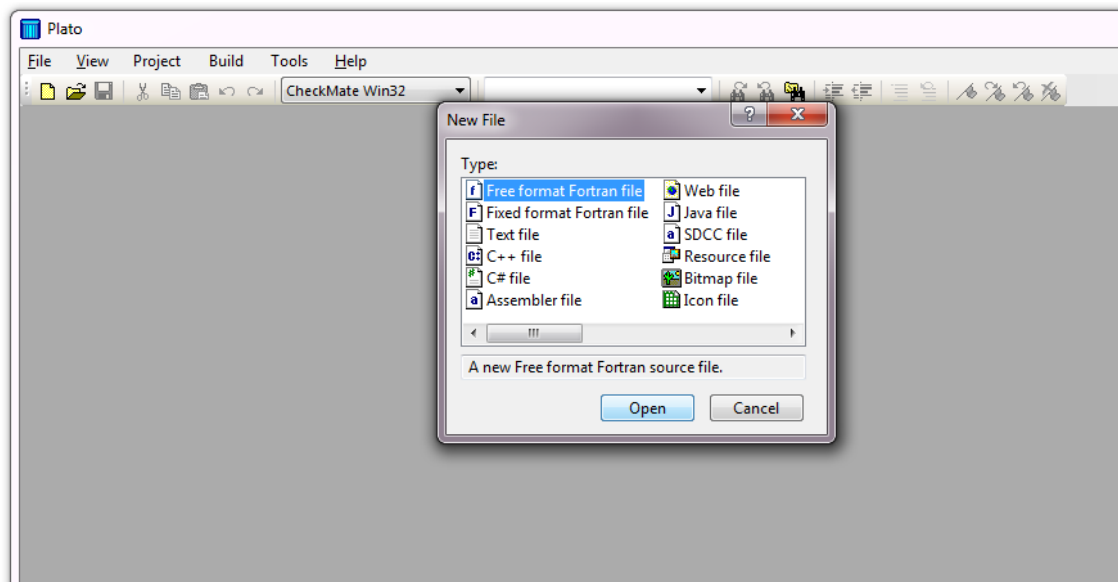 Plato
File View Project Build Tools Help
CheckMate Win32
New File
Type:
Free format Fortran file
Fixed format Fortran file
Text file
C++ file
C# file
Assembler file
Web file
Java file
SDCC file
Resource file
Bitmap file
Icon file
A new Free format Fortran source file.
Open Cancel